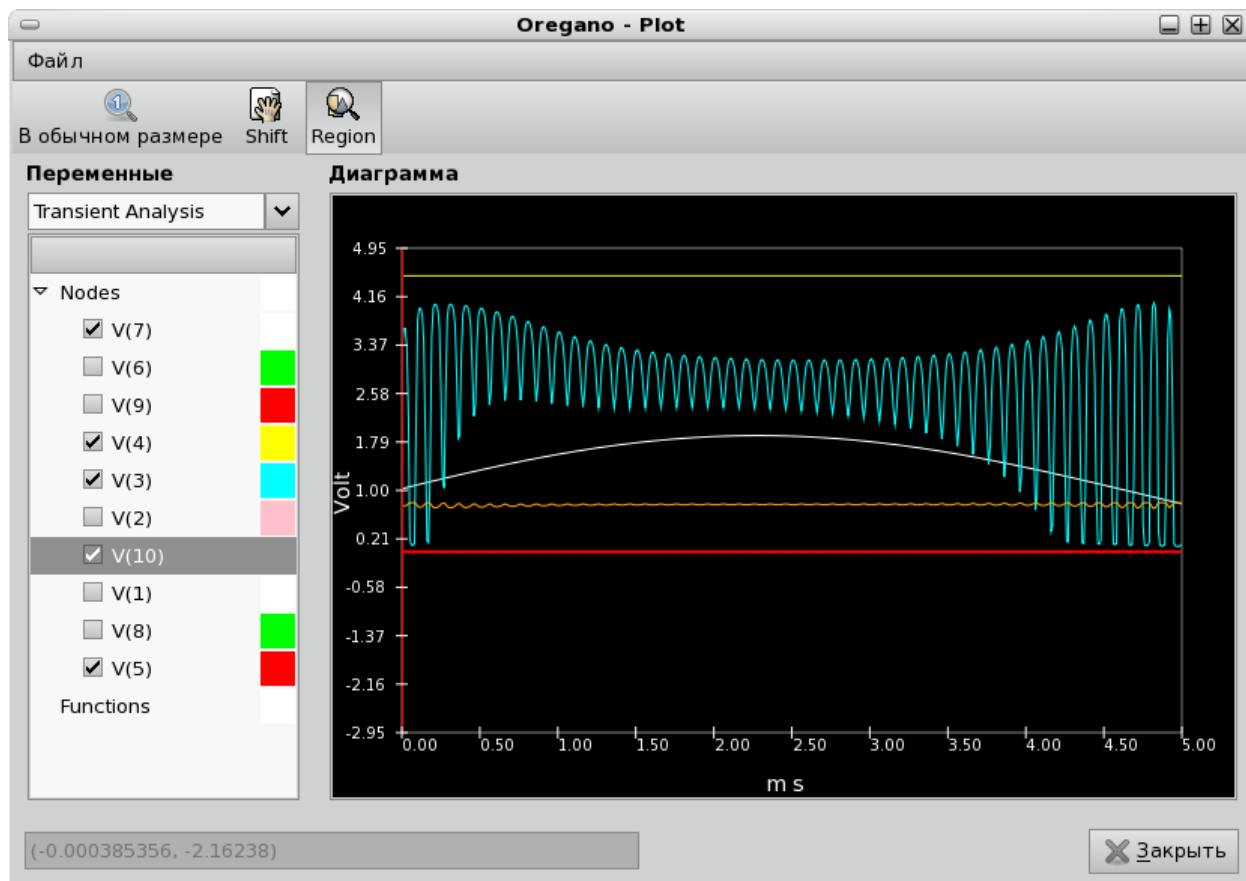 Oregano - Plot
Файл
В обычном размере Shift Region
Переменные
Диаграмма
Transient Analysis
Nodes
V(7)
V(6)
V(9)
V(4)
V(3)
V(2)
V(10)
V(1)
V(8)
V(5)
Functions
4.95
4.16
3.37
2.58
1.79
1.00
0.21
-0.58
-1.37
-2.16
-2.95
Volt
0.00 0.50 1.00 1.50 2.00 2.50 3.00 3.50 4.00 4.50 5.00
m s
(-0.000385356, -2.16238)
Закрыть